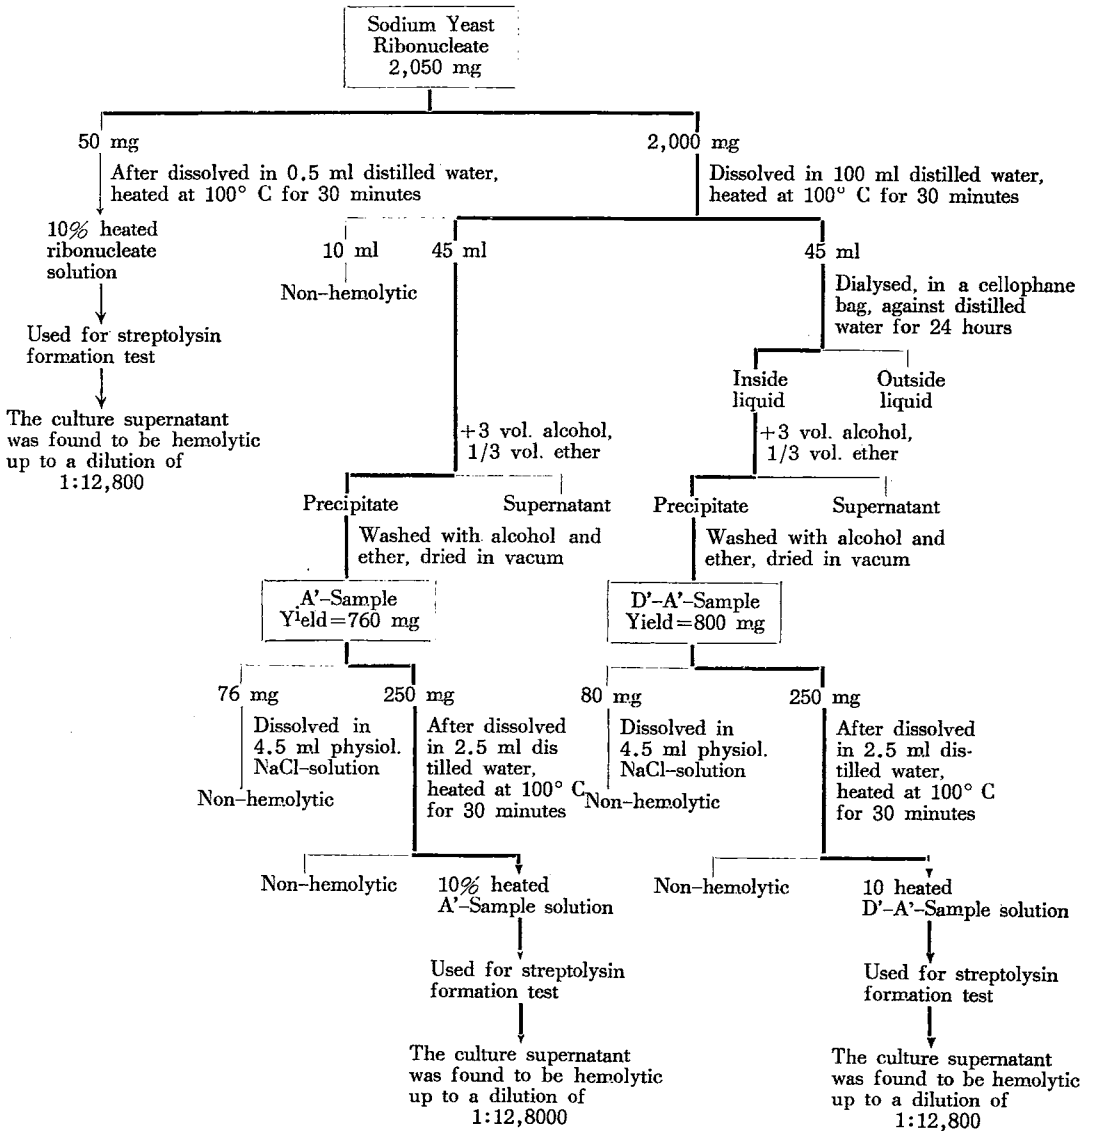 Sodium Yeast
Ribonucleate
2,050 mg
50 mg
After dissolved in 0.5 ml distilled water,
heated at 100° C for 30 minutes
10% heated
ribonucleate
solution
Used for streptolysin
formation test
The culture supernatant
was found to be hemolytic
up to a dilution of
1:12,800
2,000 mg
Dissolved in 100 ml distilled water,
heated at 100° C for 30 minutes
10 ml
Non-hemolytic
45 ml
+3 vol. alcohol,
1/3 vol. ether
Precipitate
Supernatant
Washed with alcohol and
ether, dried in vacum
A'-Sample
Yield=760 mg
76 mg
Dissolved in
4.5 ml physiol.
NaCl-solution
Non-hemolytic
250 mg
After dissolved
in 2.5 ml dis
tilled water,
heated at 100° C
for 30 minutes
Non-hemolytic
10% heated
A'-Sample solution
Used for streptolysin
formation test
The culture supernatant
was found to be hemolytic
up to a dilution of
1:12,8000
45 ml
Dialysed, in a cellophane
bag, against distilled
water for 24 hours
Inside
liquid
Outside
liquid
+3 vol. alcohol,
1/3 vol. ether
Precipitate
Supernatant
Washed with alcohol and
ether, dried in vacum
D'-A'-Sample
Yield=800 mg
80 mg
Dissolved in
4.5 ml physiol.
NaCl-solution
Non-hemolytic
250 mg
After dissolved
in 2.5 ml dis-
tilled water,
heated at 100° C
for 30 minutes
Non-hemolytic
10 heated
D'-A'-Sample solution
Used for streptolysin
formation test
The culture supernatant
was found to be hemolytic
up to a dilution of
1:12,800